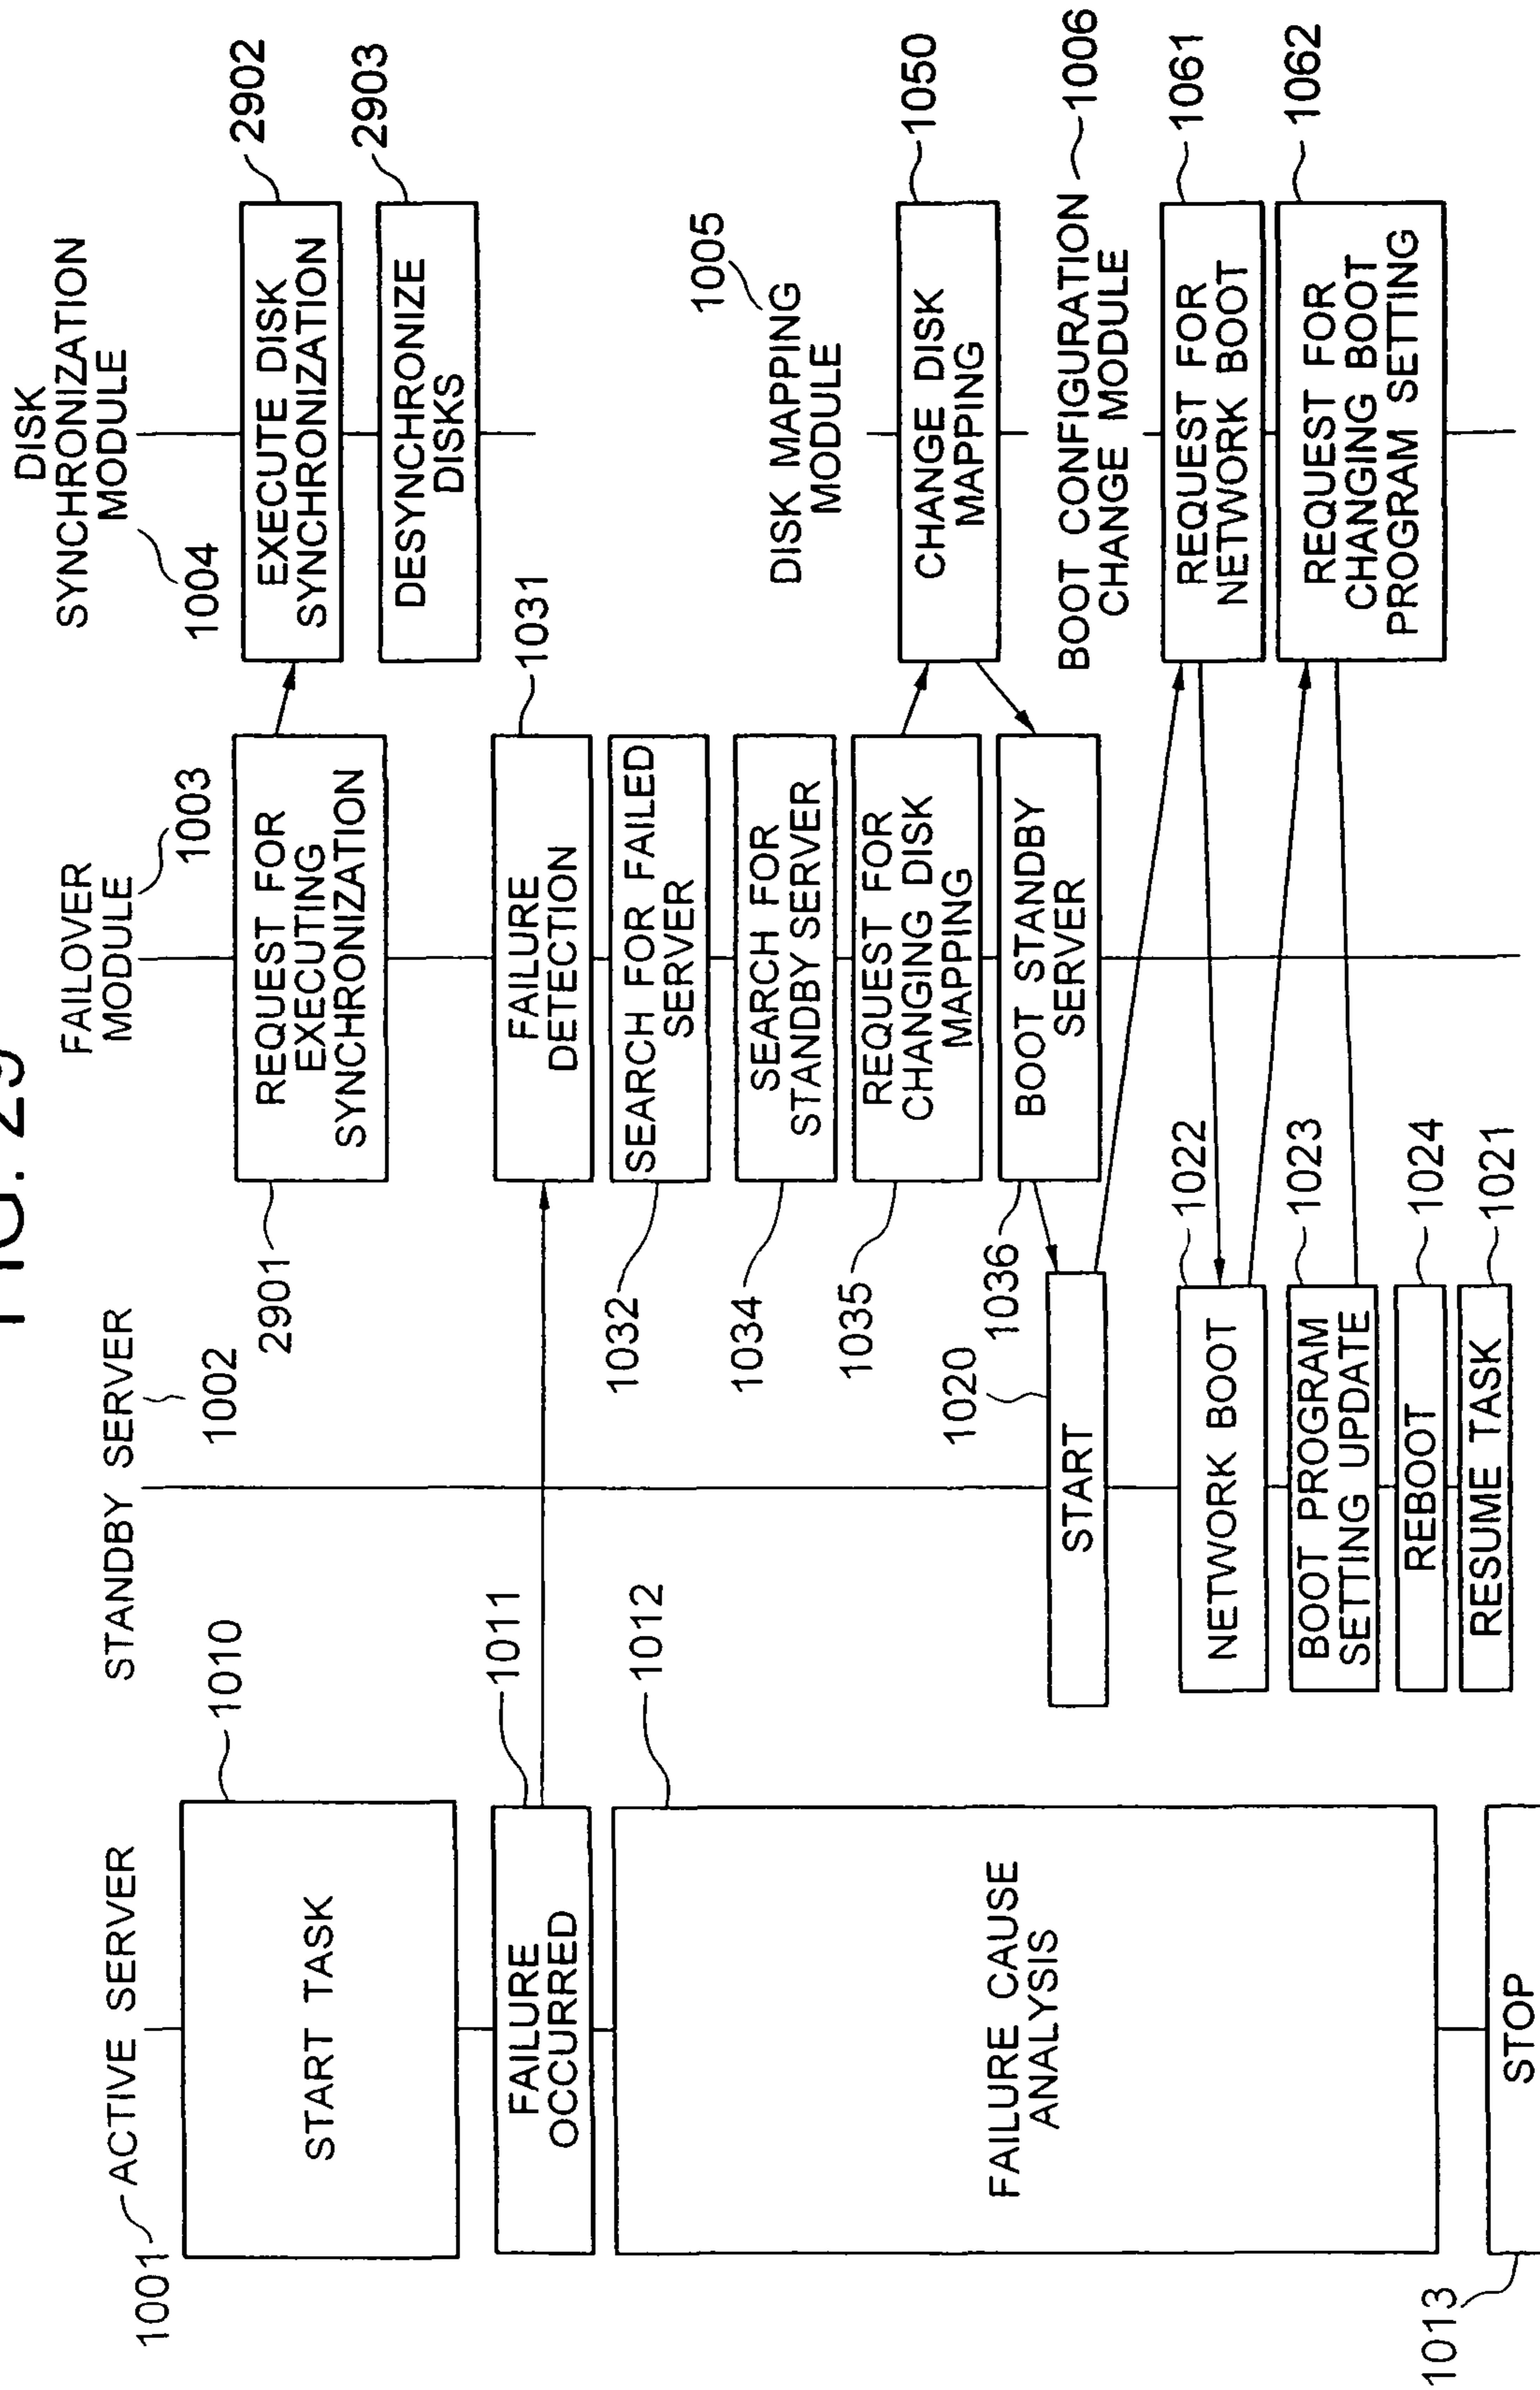 FIG. 29
1001
ACTIVE SERVER
START TASK
1010
FAILURE
OCCURRED
1011
FAILURE CAUSE
ANALYSIS
1012
STOP
1013
STANDBY SERVER
1002
START
1020
NETWORK BOOT
1022
BOOT PROGRAM
SETTING UPDATE
1023
REBOOT
1024
RESUME TASK
1021
FAILOVER
MODULE
1003
REQUEST FOR
EXECUTING
SYNCHRONIZATION
2901
FAILURE
DETECTION
1031
SEARCH FOR FAILED
SERVER
1032
SEARCH FOR
STANDBY SERVER
1034
REQUEST FOR
CHANGING DISK
MAPPING
1035
BOOT STANDBY
SERVER
1036
DISK
SYNCHRONIZATION
MODULE
1004
EXECUTE DISK
SYNCHRONIZATION
2902
DESYNCHRONIZE
DISKS
2903
1005
DISK MAPPING
MODULE
CHANGE DISK
MAPPING
1050
BOOT CONFIGURATION
CHANGE MODULE
1006
REQUEST FOR
NETWORK BOOT
1061
REQUEST FOR
CHANGING BOOT
PROGRAM SETTING
1062